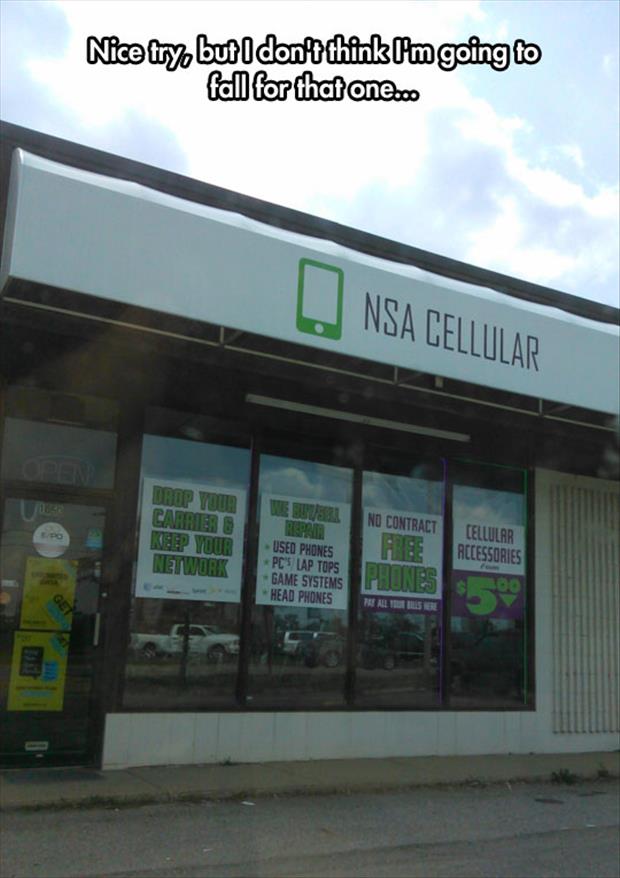 Nice try, but I don't think I'm going to
fall for that one...
NSA CELLULAR
OPEN
DROP YOUR
CARRIER &
KEEP YOUR
NETWORK
WE BUY/SELL
REPAIR
* USED PHONES
* PC'S LAP TOPS
* GAME SYSTEMS
* HEAD PHONES
NO CONTRACT
FREE
PHONES
PAY ALL YOUR BILLS HERE
CELLULAR
ACCESSORIES
$5.00
UNLIMITED
GET